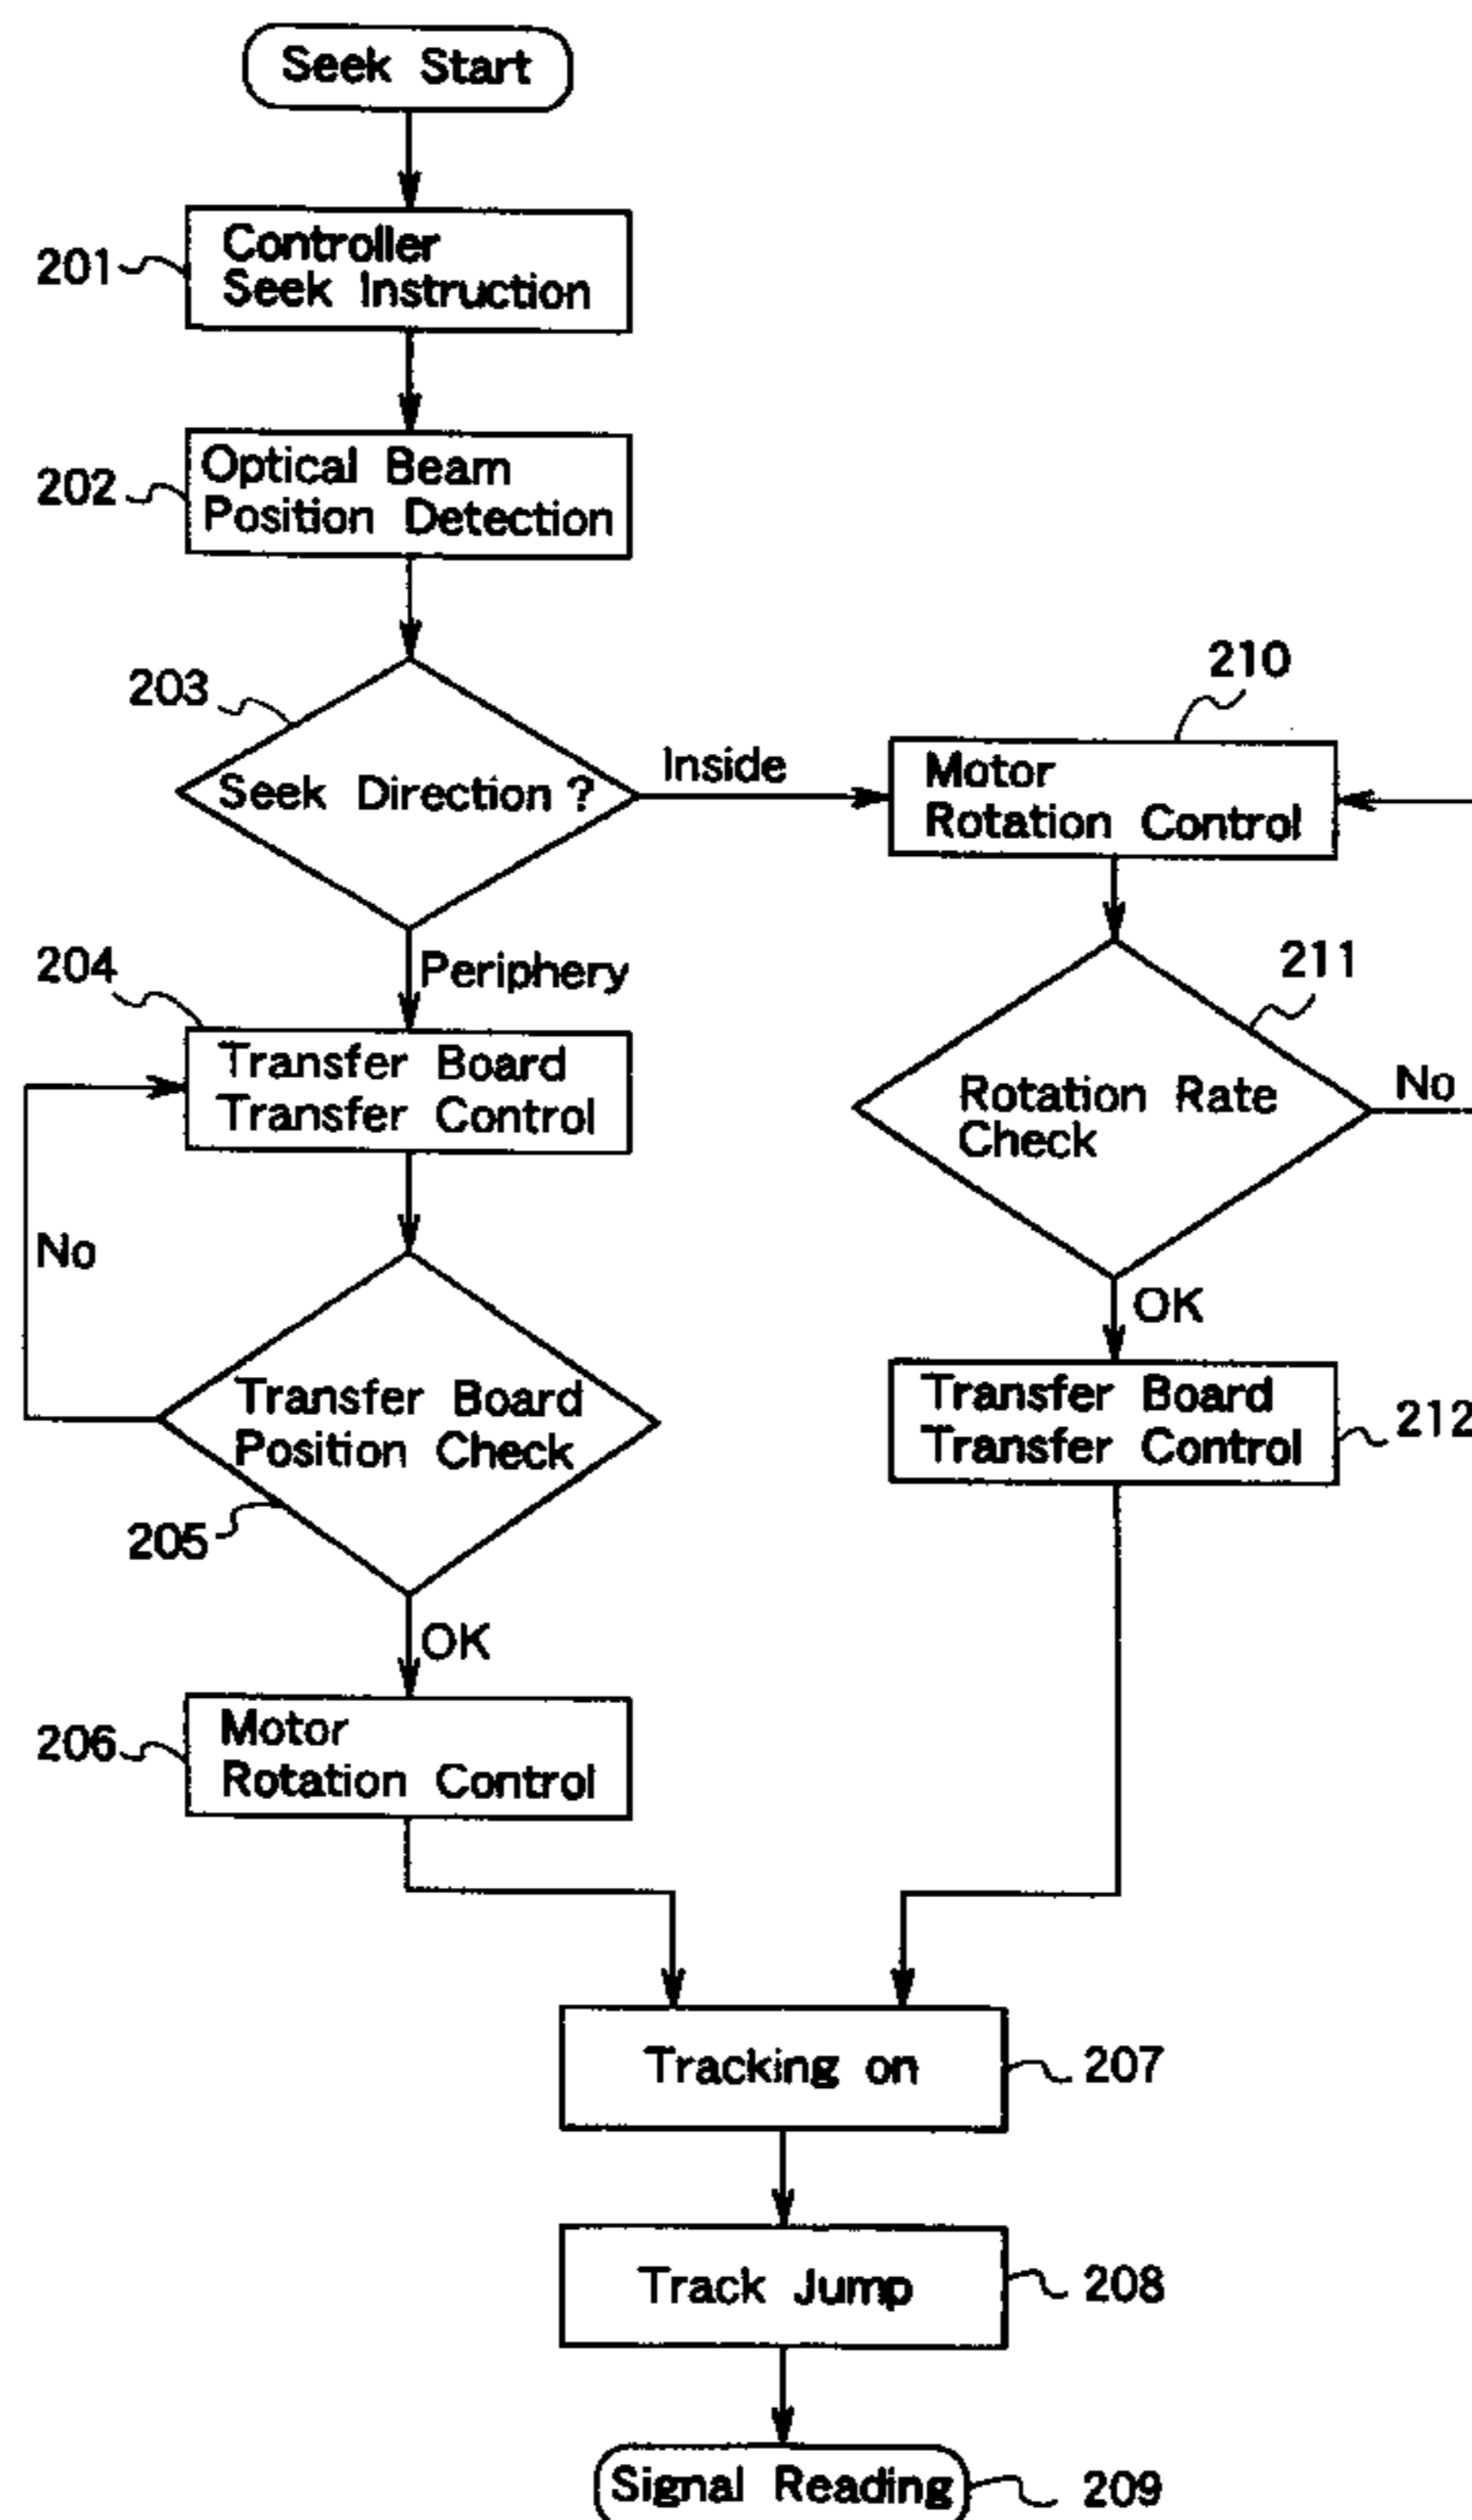 Seek Start
201
Controller
Seek Instruction
202
Optical Beam
Position Detection
203
Seek Direction ?
Inside
210
Motor
Rotation Control
Periphery
204
Transfer Board
Transfer Control
211
Rotation Rate
Check
No
No
Transfer Board
Position Check
205
OK
Transfer Board
Transfer Control
212
OK
206
Motor
Rotation Control
Tracking on
207
Track Jump
208
Signal Reading
209